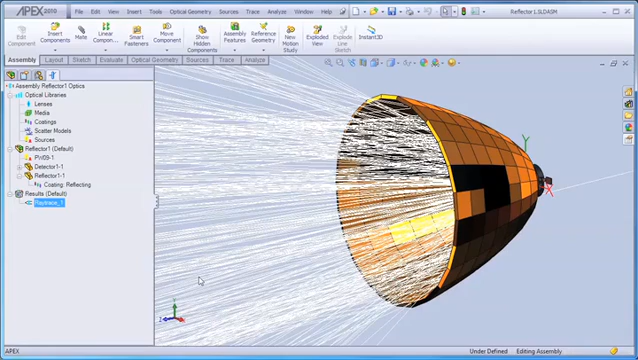 APEX 2010
File Edit View Insert Tools Optical Geometry Sources Trace Analyze Window Help
Reflector 1.SLDASM
Edit Component
Insert Components
Mate
Linear Compon...
Smart Fasteners
Move Component
Show Hidden Components
Assembly Features
Reference Geometry
New Motion Study
Exploded View
Explode Line Sketch
Instant3D
Assembly Layout Sketch Evaluate Optical Geometry Sources Trace Analyze
Assembly Reflector1 Optics
Optical Libraries
Lenses
Media
Coatings
Scatter Models
Sources
Reflector1 (Default)
Detector1-1
Reflector1-1
Coating: Reflecting
Results (Default)
Raytrace_1
Y
X
APEX
Under Defined
Editing Assembly